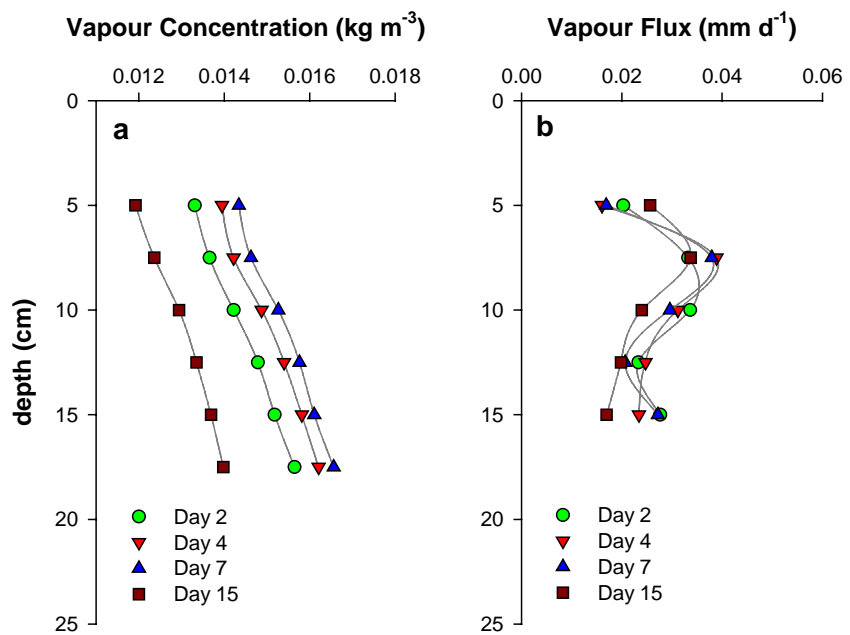 Vapour Concentration (kg m-3)
0.012 0.014 0.016 0.018
0
5
10
15
20
25
depth (cm)
a
Day 2
Day 4
Day 7
Day 15
Vapour Flux (mm d-1)
0.00 0.02 0.04 0.06
0
5
10
15
20
25
b
Day 2
Day 4
Day 7
Day 15